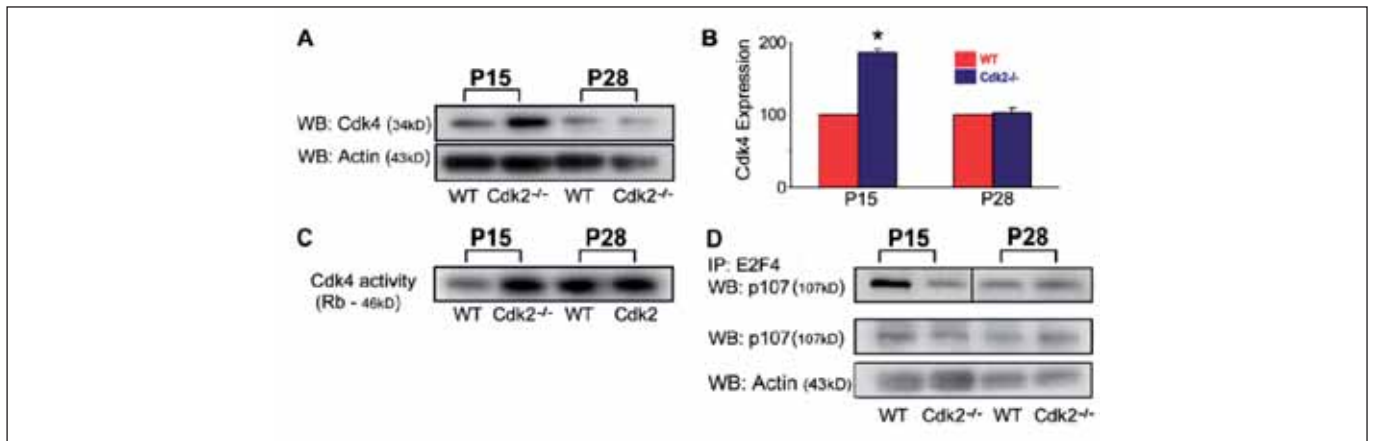 A
P15 P28
WB: Cdk4 (34kD)
WB: Actin (43kD)
WT Cdk2-/- WT Cdk2-/-
B
200
100
0
Cdk4 Expression
*
WT
Cdk2-/-
P15 P28
C
P15 P28
Cdk4 activity
(Rb - 46kD)
WT Cdk2-/- WT Cdk2
D
P15 P28
IP: E2F4
WB: p107 (107kD)
WB: p107 (107kD)
WB: Actin (43kD)
WT Cdk2-/- WT Cdk2-/-